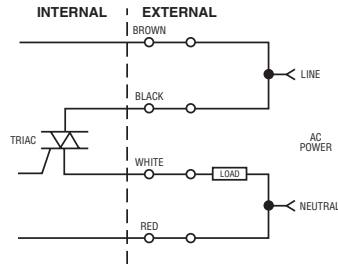 INTERNAL EXTERNAL
BROWN
LINE
BLACK
TRIAC
AC
POWER
WHITE
LOAD
NEUTRAL
RED